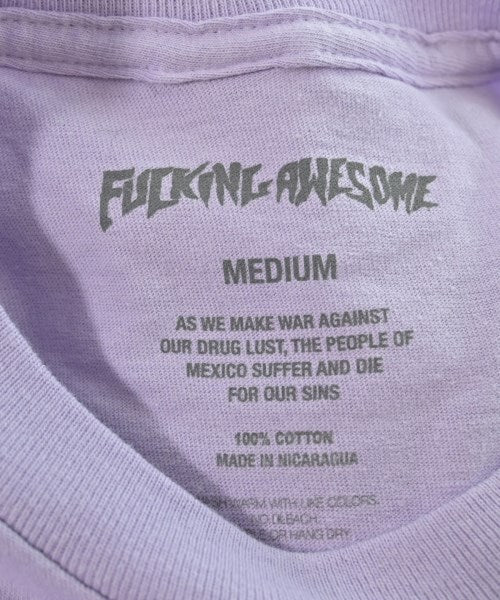 FUCKING AWESOME
MEDIUM
AS WE MAKE WAR AGAINST
OUR DRUG LUST, THE PEOPLE OF
MEXICO SUFFER AND DIE
FOR OUR SINS
100% COTTON
MADE IN NICARAGUA
WARM WITH LIKE COLORS.
NO BLEACH
OR HANG DRY